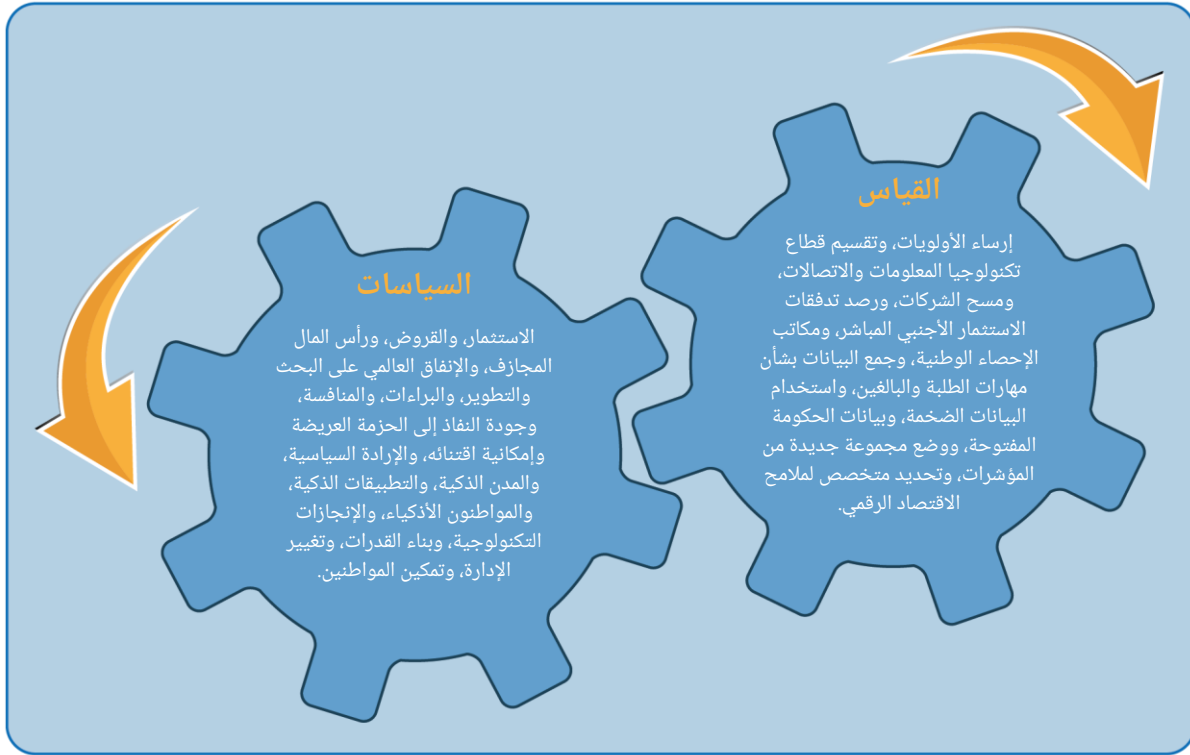 القياس
إرساء الأولويات، وتقسيم قطاع
تكنولوجيا المعلومات والاتصالات،
ومسح الشركات، ورصد تدفقات
الاستثمار الأجنبي المباشر، ومكاتب
الإحصاء الوطنية، وجمع البيانات بشأن
مهارات الطلبة والبالغين، واستخدام
البيانات الضخمة، وبيانات الحكومة
المفتوحة، ووضع مجموعة جديدة من
المؤشرات، وتحديد متخصص لملامح
الاقتصاد الرقمي.
السياسات
الاستثمار، والقروض، ورأس المال
المجازف، والإنفاق العالمي على البحث
والتطوير، والبراءات، والمنافسة،
وجودة النفاذ إلى الحزمة العريضة
وإمكانية اقتنائه، والإرادة السياسية،
والمدن الذكية، والتطبيقات الذكية،
والمواطنون الأذكياء، والإنجازات
التكنولوجية، وبناء القدرات، وتغيير
الإدارة، وتمكين المواطنين.